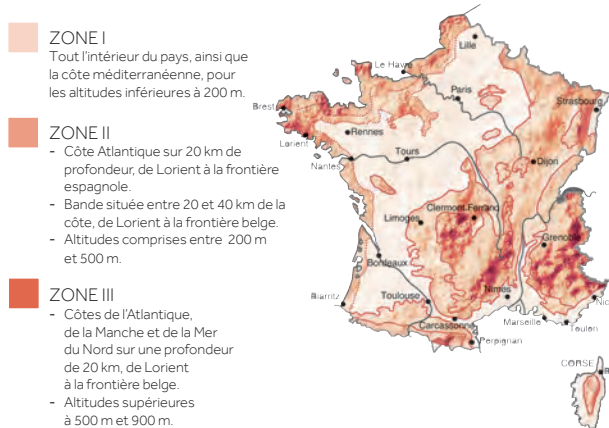 ZONE I
Tout l'intérieur du pays, ainsi que
la côte méditerranéenne, pour
les altitudes inférieures à 200 m.
ZONE II
- Côte Atlantique sur 20 km de
profondeur, de Lorient à la frontière
espagnole.
- Bande située entre 20 et 40 km de la
côte, de Lorient à la frontière belge.
- Altitudes comprises entre 200 m
et 500 m.
ZONE III
- Côtes de l'Atlantique,
de la Manche et de la Mer
du Nord sur une profondeur
de 20 km, de Lorient
à la frontière belge.
- Altitudes supérieures
à 500 m et 900 m.
Lille
Le Havre
Paris
Strasbourg
Brest
Rennes
Lorient
Tours
Nantes
Dijon
Clermont Ferrand
Limoges
Grenoble
Bordeaux
Biarritz
Toulouse
Nîmes
Nic
Marseille
Toulon
Carcassonne
Perpignan
CORSE
B